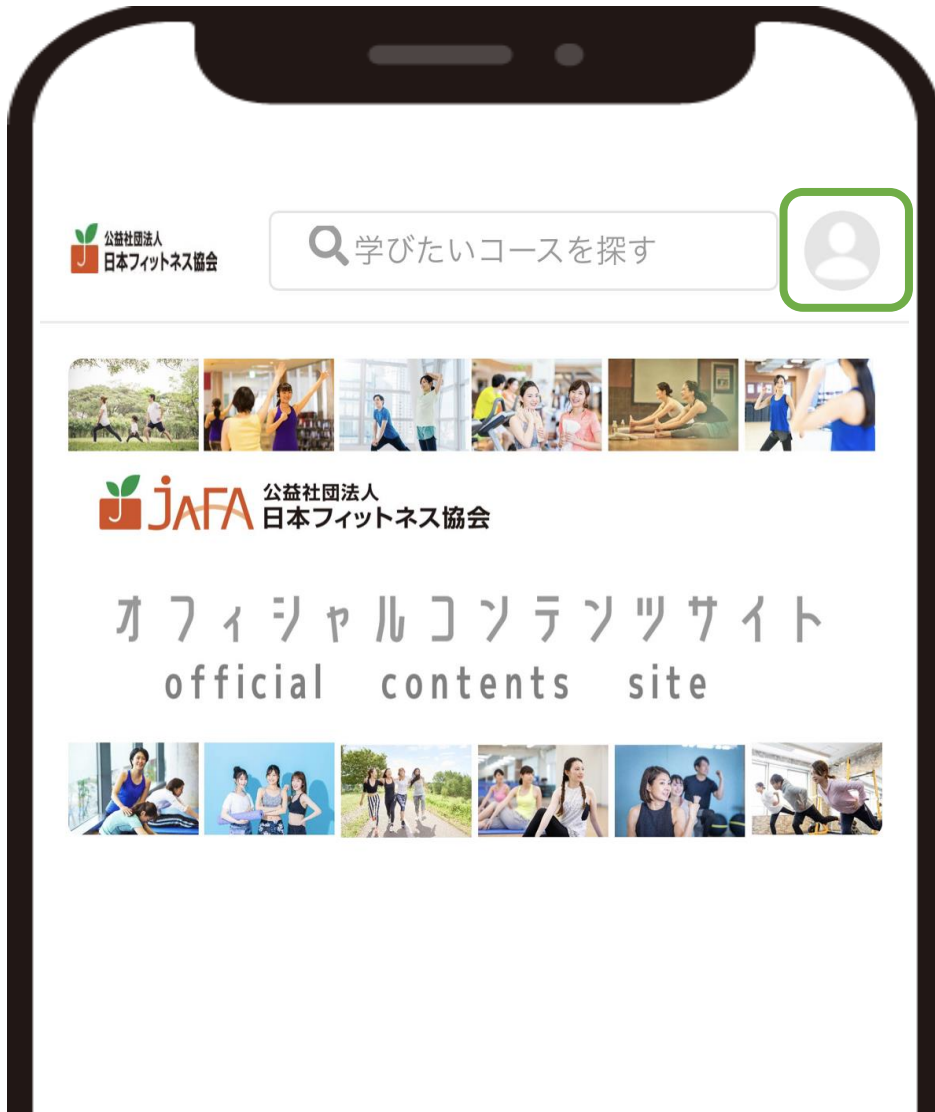 公益社団法人
日本フィットネス協会
学びたいコースを探す
JAFA 公益社団法人
日本フィットネス協会
オフィシャルコンテンツサイト
official contents site